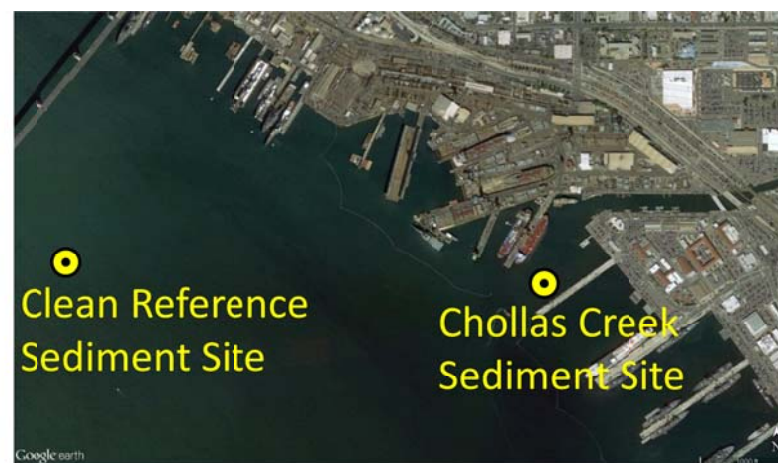 Clean Reference
Sediment Site
Chollas Creek
Sediment Site
Google earth
N